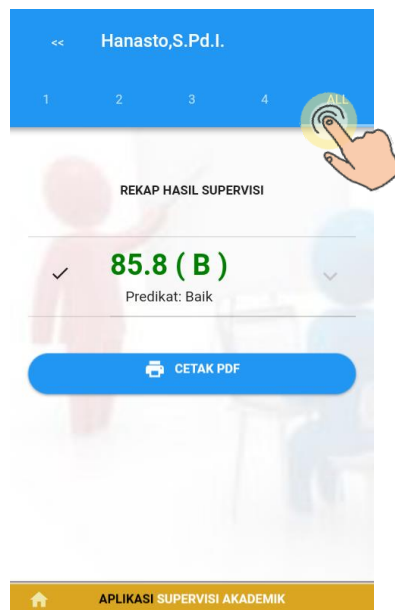 << Hanasto,S.Pd.I.
1 2 3 4 ALL
REKAP HASIL SUPERVISI
85.8 ( B )
Predikat: Baik
CETAK PDF
APLIKASI SUPERVISI AKADEMIK